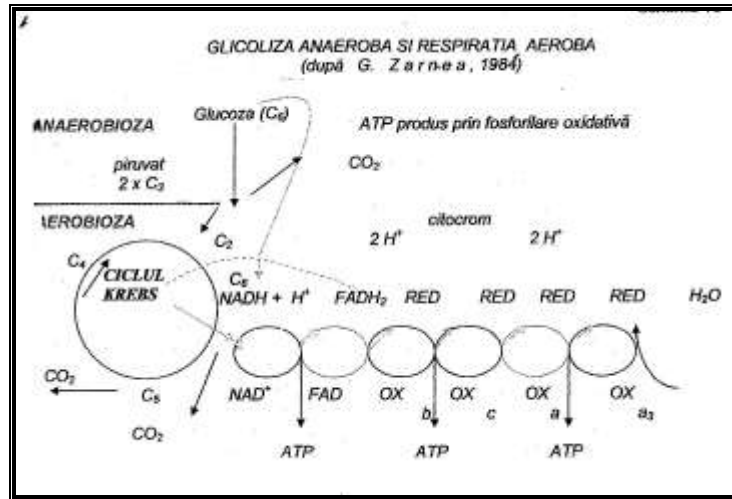 GLICOLIZA ANAEROBA SI RESPIRATIA AEROBA
(după G. Zarnea, 1984)
ANAEROBIOZA
Glucoza (C6)
ATP produs prin fosforilare oxidativă
CO2
piruvat
2 x C3
AEROBIOZA
citocrom
C2
2 H+
2 H+
C4
CICLUL
KREBS
C6
NADH + H+ FADH2 RED RED RED RED H2O
CO2
C5
NAD+ FAD OX b OX c OX a OX a3
CO2
ATP ATP ATP